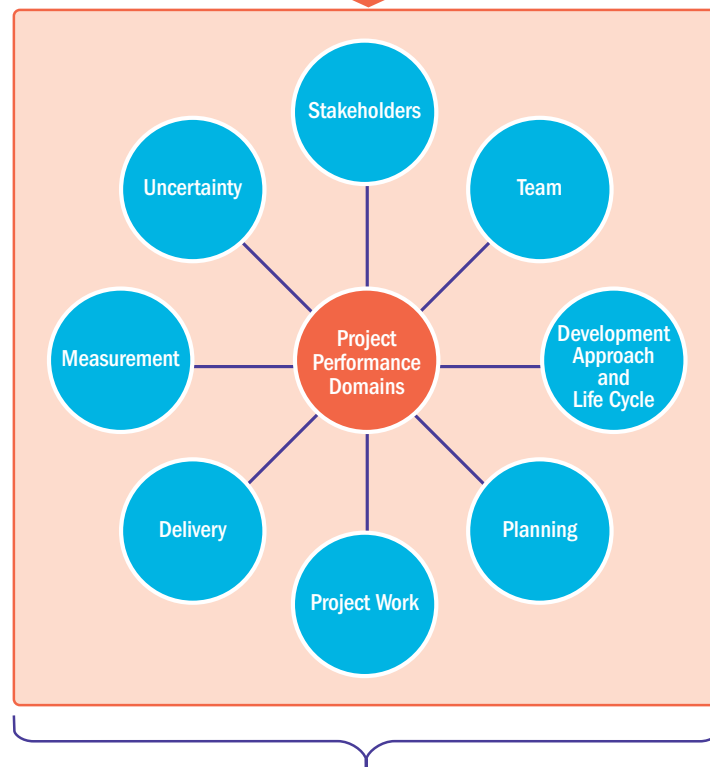 Stakeholders
Team
Development
Approach
and
Life Cycle
Planning
Project Work
Delivery
Measurement
Uncertainty
Project
Performance
Domains